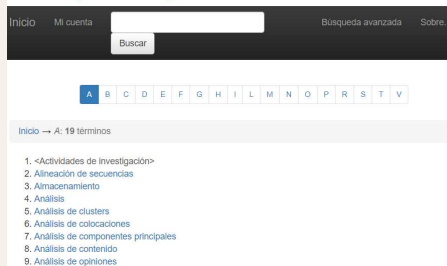 Inicio Mi cuenta Búsqueda avanzada Sobre.
Buscar
A B C D E F G H I L M N O P R S T V
Inicio → A: 19 términos
1. <Actividades de investigación>
2. Alineación de secuencias
3. Almacenamiento
4. Análisis
5. Análisis de clusters
6. Análisis de colocaciones
7. Análisis de componentes principales
8. Análisis de contenido
9. Análisis de opiniones